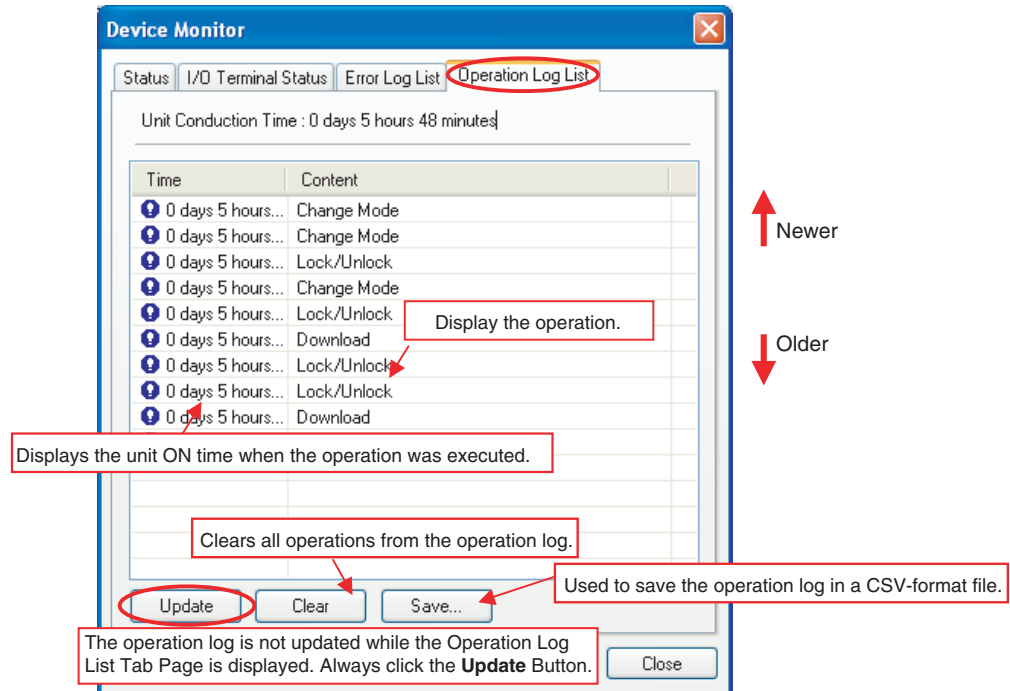 Device Monitor
Status
I/O Terminal Status
Error Log List
Operation Log List
Unit Conduction Time : 0 days 5 hours 48 minutes
Time Content
0 days 5 hours... Change Mode
0 days 5 hours... Change Mode
0 days 5 hours... Lock/Unlock
0 days 5 hours... Change Mode
0 days 5 hours... Lock/Unlock
0 days 5 hours... Download
0 days 5 hours... Lock/Unlock
0 days 5 hours... Lock/Unlock
0 days 5 hours... Download
Newer
Older
Display the operation.
Displays the unit ON time when the operation was executed.
Clears all operations from the operation log.
Used to save the operation log in a CSV-format file.
Update
Clear
Save...
The operation log is not updated while the Operation Log
List Tab Page is displayed. Always click the Update Button.
Close